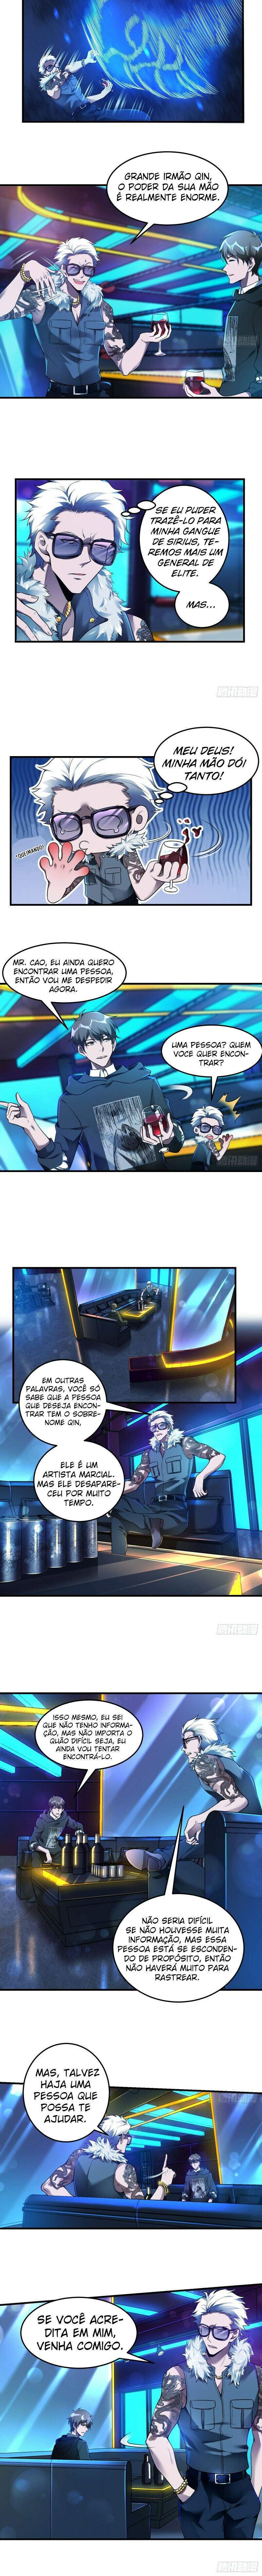 GRANDE IRMÃO QIN,
O PODER DA SUA MÃO
É REALMENTE ENORME.
SE EU PUDER
TRAZÊ-LO PARA
MINHA GANGUE
DE SIRIUS, TE-
REMOS MAIS UM
GENERAL DE
ELITE.
MAS...
MEU DEUS!
MINHA MÃO DÓI
TANTO!
*QUEIMANDO*
MR. CAO, EU AINDA QUERO
ENCONTRAR UMA PESSOA,
ENTÃO VOU ME DESPEDIR
AGORA.
UMA PESSOA? QUEM
VOCE QUER ENCON-
TRAR?
EM OUTRAS
PALAVRAS, VOCÊ SÓ
SABE QUE A PESSOA
QUE DESEJA ENCON-
TRAR TEM O SOBRE-
NOME QIN,
ELE É UM
ARTISTA MARCIAL.
MAS ELE DESAPARE-
CEU POR MUITO
TEMPO.
ISSO MESMO, EU SEI
QUE NÃO TENHO INFORMA-
ÇÃO, MAS NÃO IMPORTA O
QUÃO DIFÍCIL SEJA, EU
AINDA VOU TENTAR
ENCONTRÁ-LO.
NÃO SERIA DIFÍCIL
SE NÃO HOUVESSE MUITA
INFORMAÇÃO, MAS ESSA
PESSOA ESTÁ SE ESCONDEN-
DO DE PROPÓSITO, ENTÃO
NÃO HAVERÁ MUITO PARA
RASTREAR.
MAS, TALVEZ
HAJA UMA
PESSOA QUE
POSSA TE
AJUDAR.
SE VOCÊ ACRE-
DITA EM MIM,
VENHA COMIGO.